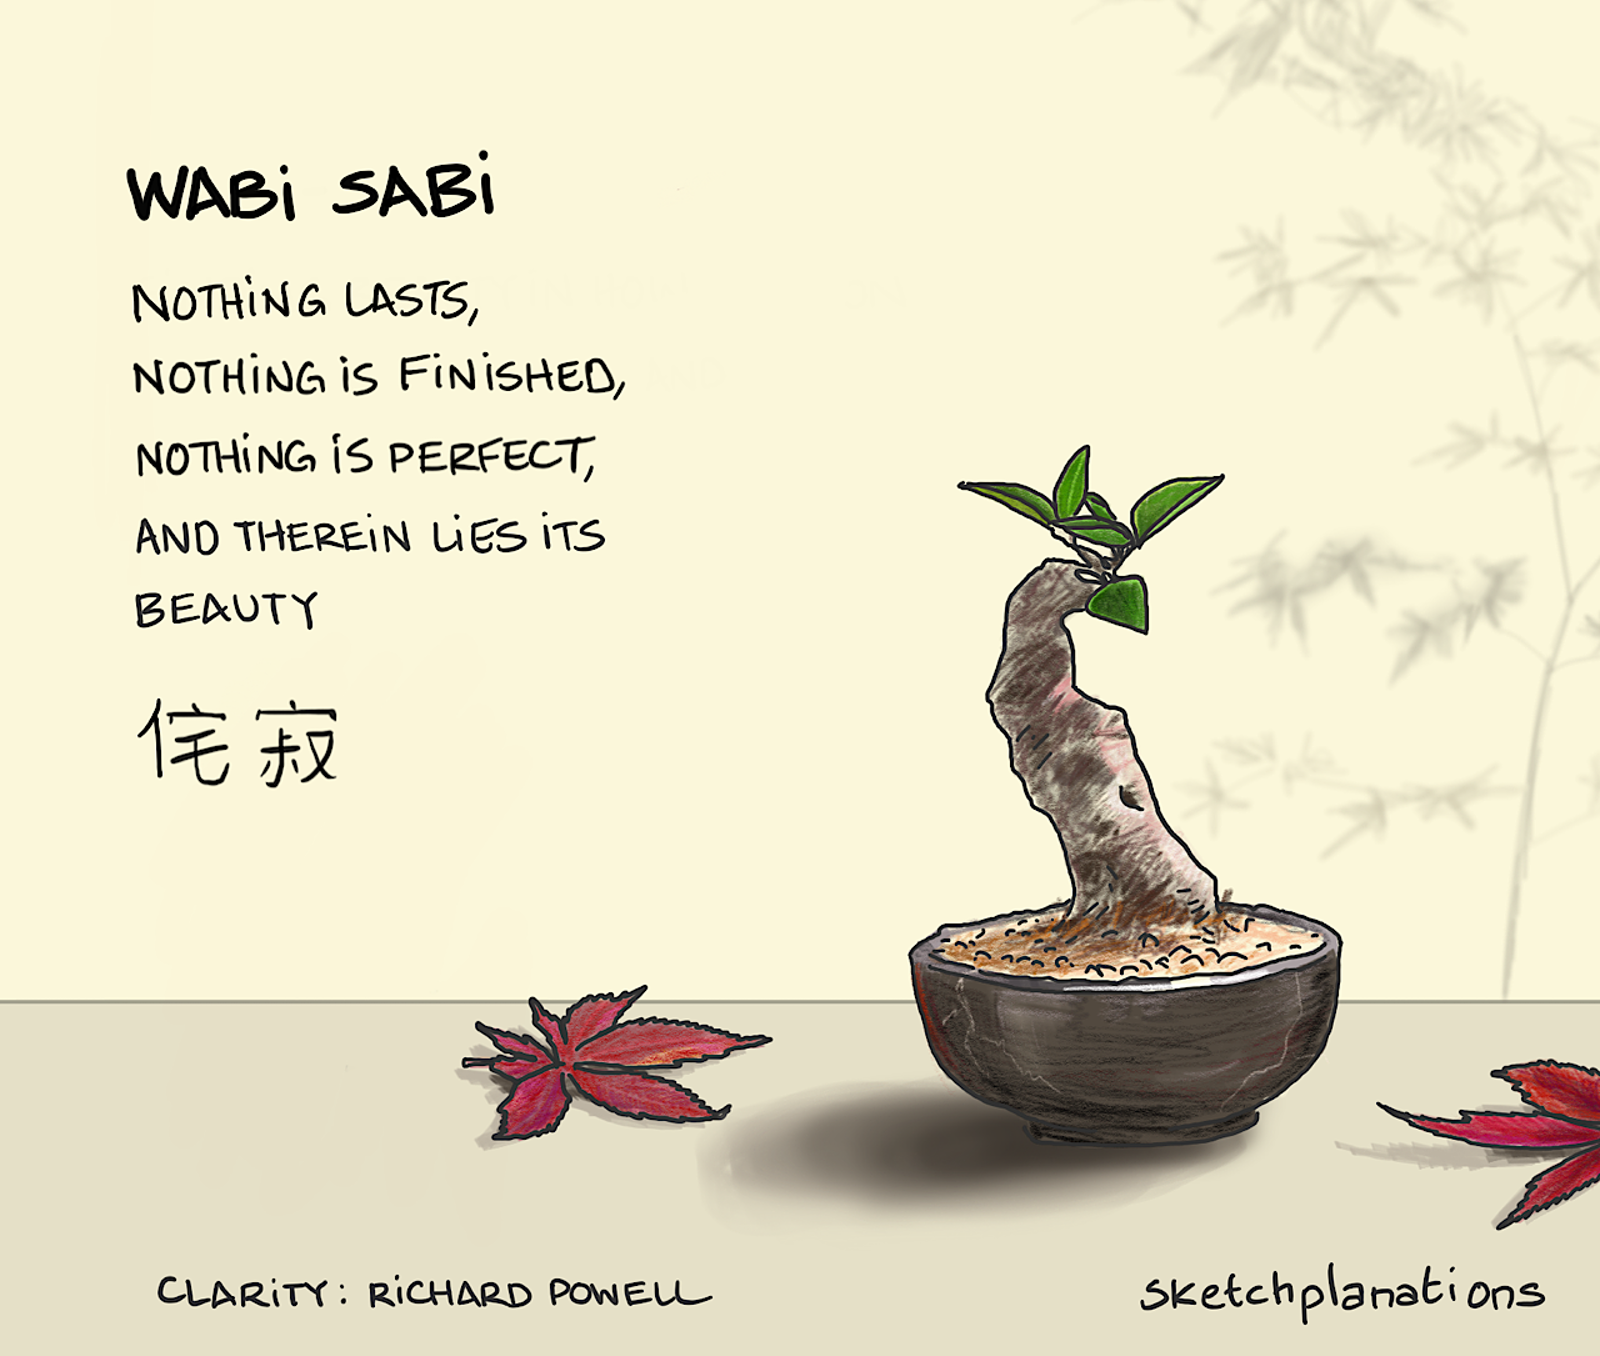 WABi SABi
NOTHiNG LASTS,
NOTHiNG iS FiNiSHED,
NOTHiNG iS PERFECT,
AND THEREiN LiES iTS
BEAUTY
侘寂
CLARiTY: RiCHARD POWELL
sketchplanations